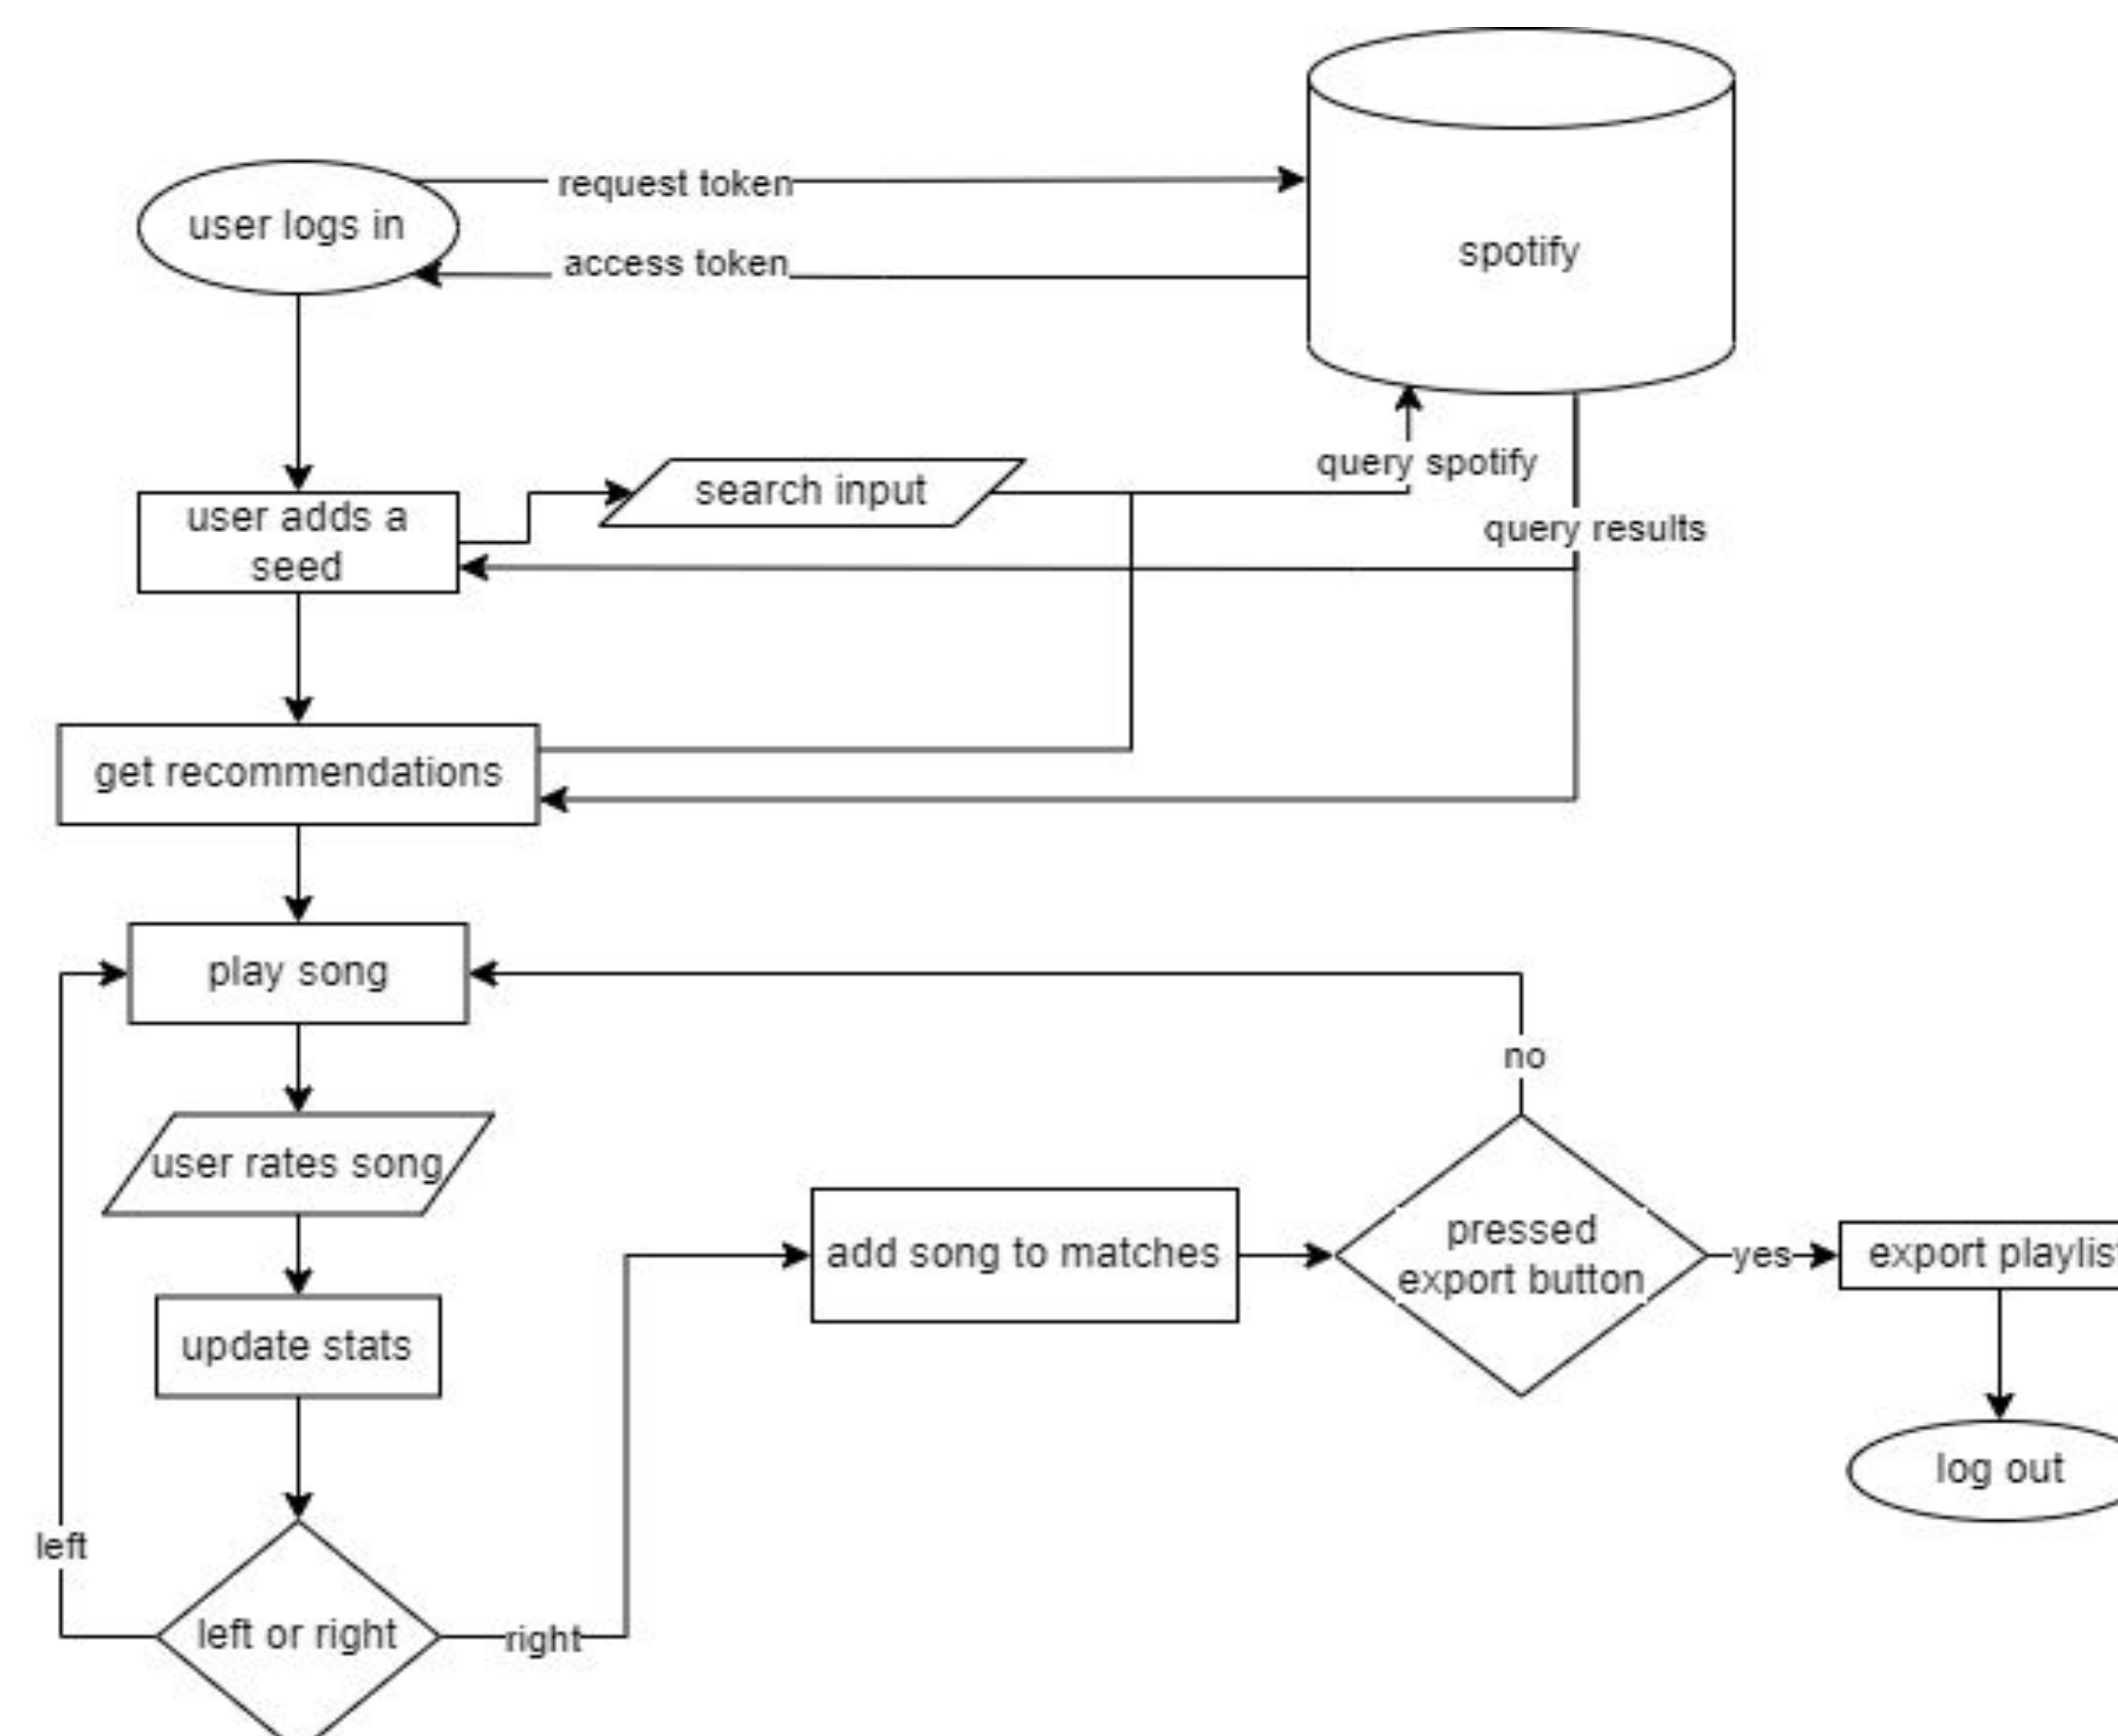 request token
user logs in
spotify
access token
query spotify
search input
user adds a
seed
query results
get recommendations
play song
no
user rates song
pressed
export button
add song to matches
yes
export playlist
update stats
log out
left
left or right
right